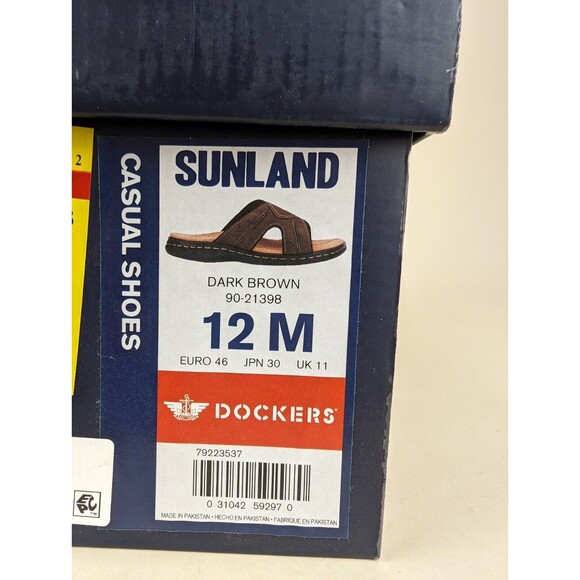 2
CASUAL SHOES
SUNLAND
DARK BROWN
90-21398
12 M
EURO 46 JPN 30 UK 11
DOCKERS
79223537
0 31042 59297 0
MADE IN PAKISTAN • HECHO EN PAKISTAN • FABRIQUE EN PAKISTAN